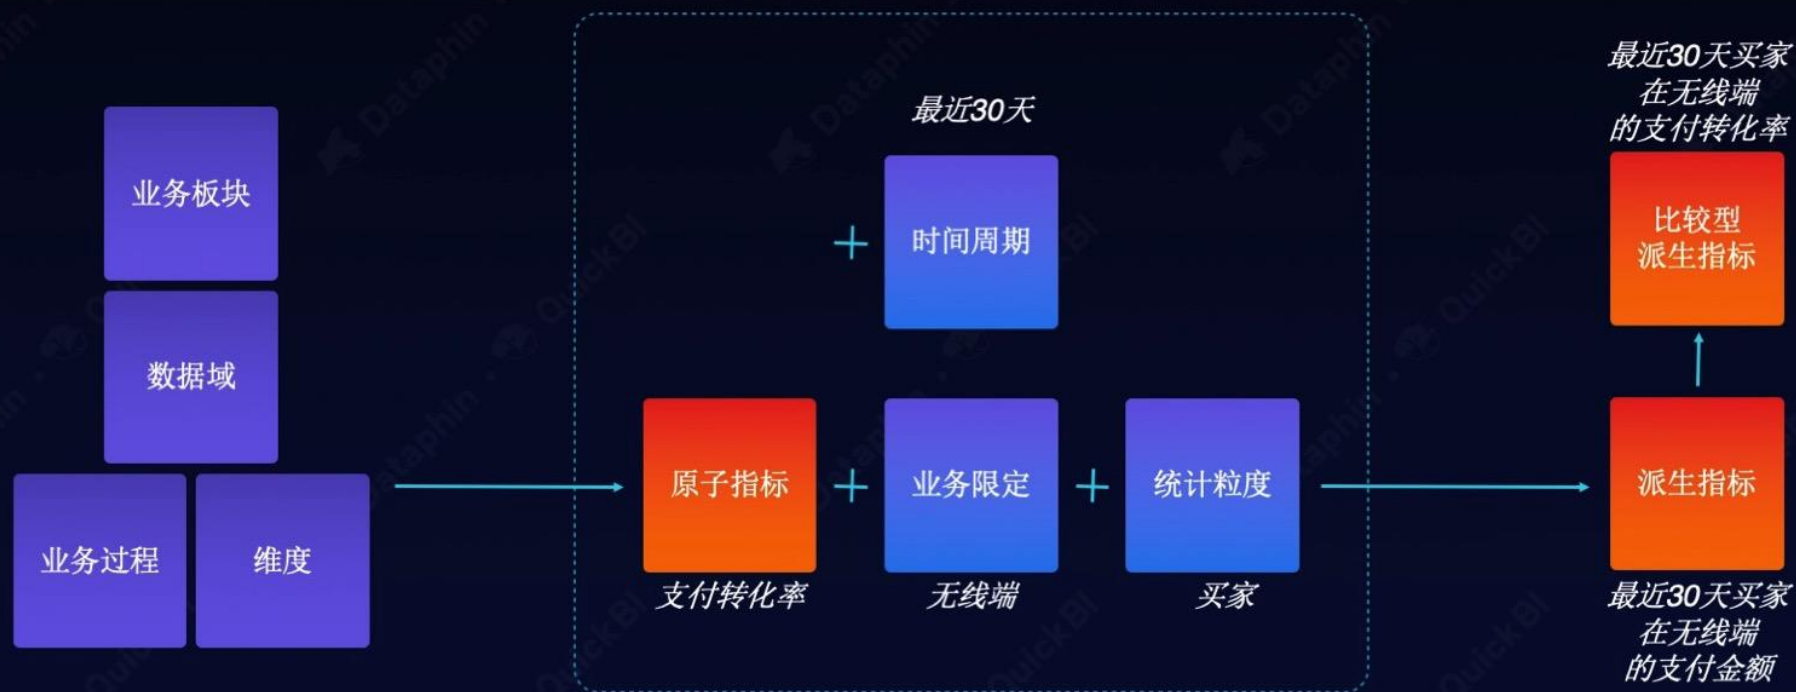 业务板块
数据域
业务过程
维度
最近30天
+
时间周期
原子指标
+
业务限定
+
统计粒度
支付转化率
无线端
买家
最近30天买家
在无线端
的支付转化率
比较型
派生指标
派生指标
最近30天买家
在无线端
的支付金额
Dataphin
QuickBI